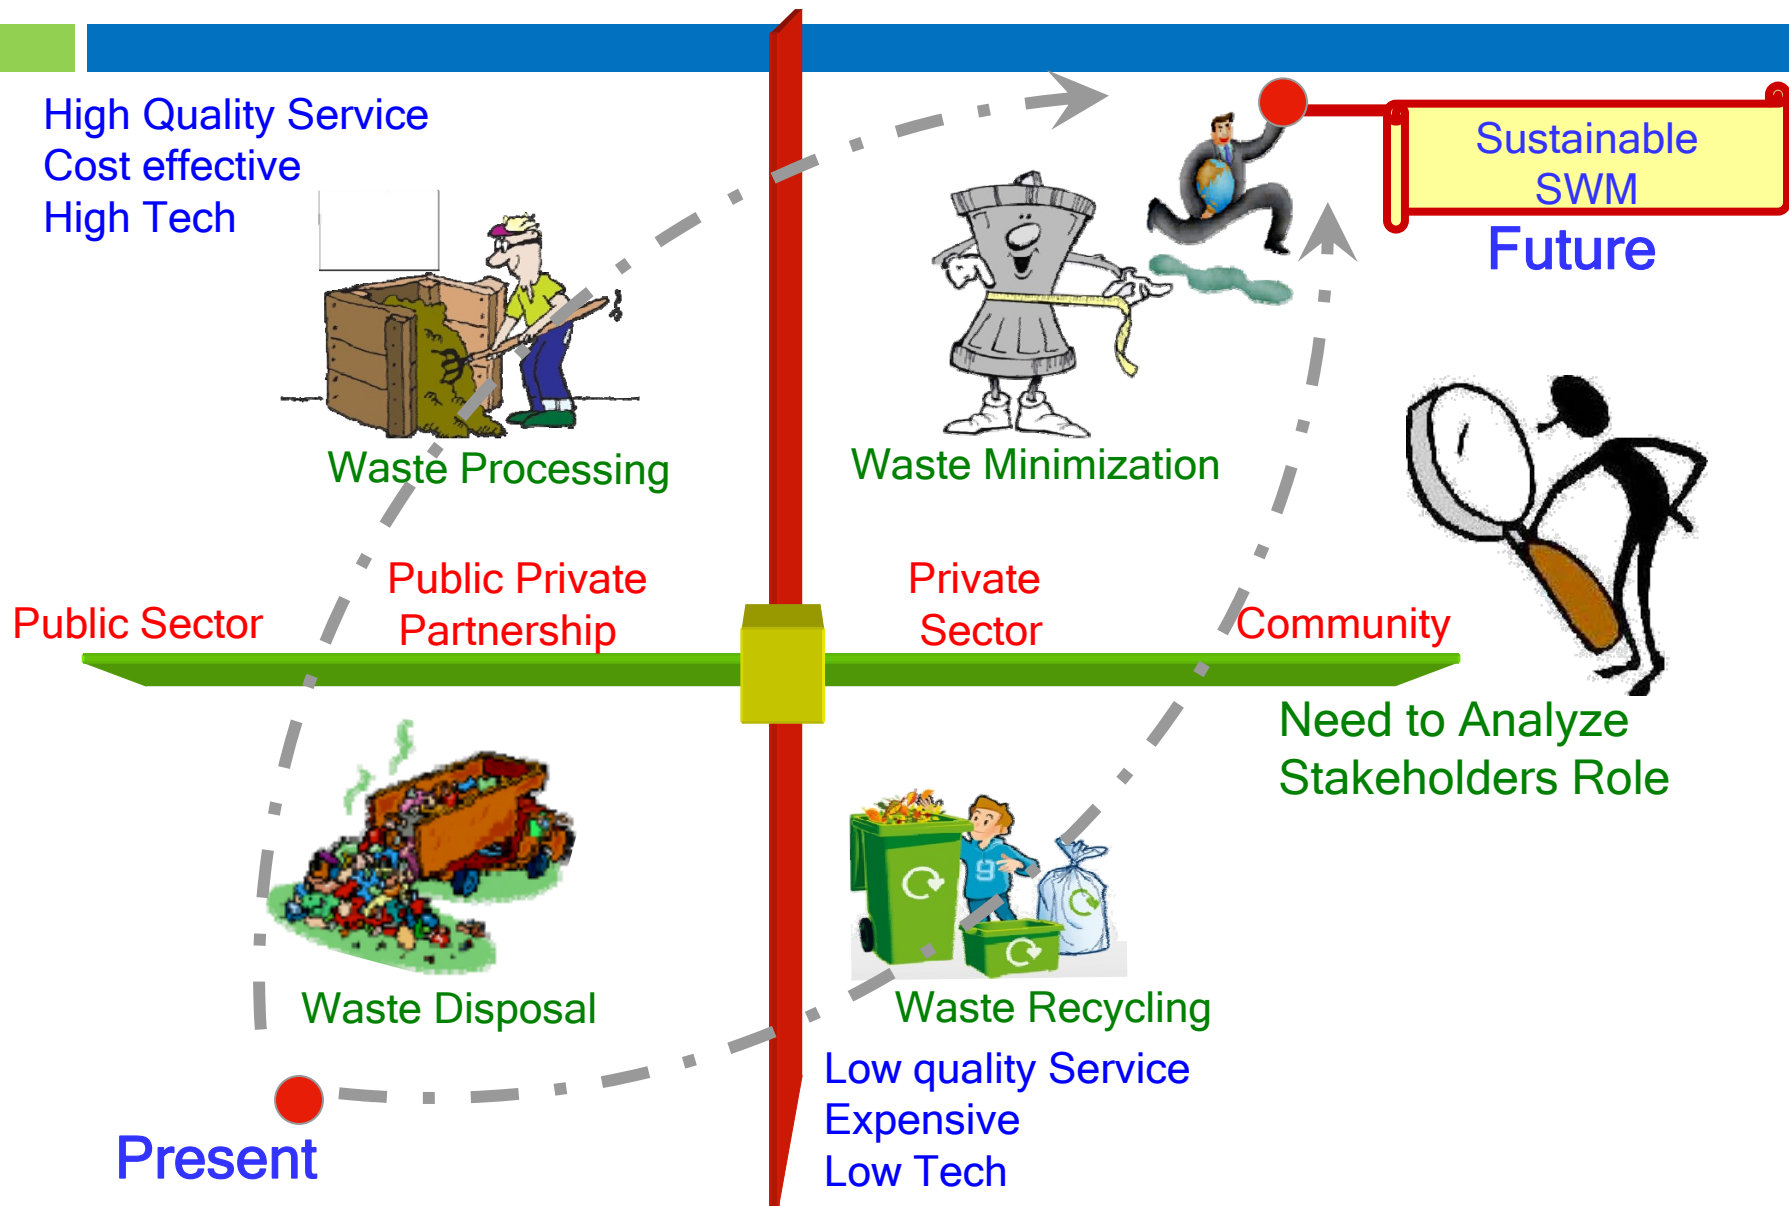 High Quality Service
Cost effective
High Tech
Sustainable
SWM
Future
Waste Processing
Waste Minimization
Public Sector
Public Private
Partnership
Private
Sector
Community
Need to Analyze
Stakeholders Role
g
Waste Disposal
Waste Recycling
Low quality Service
Expensive
Low Tech
Present